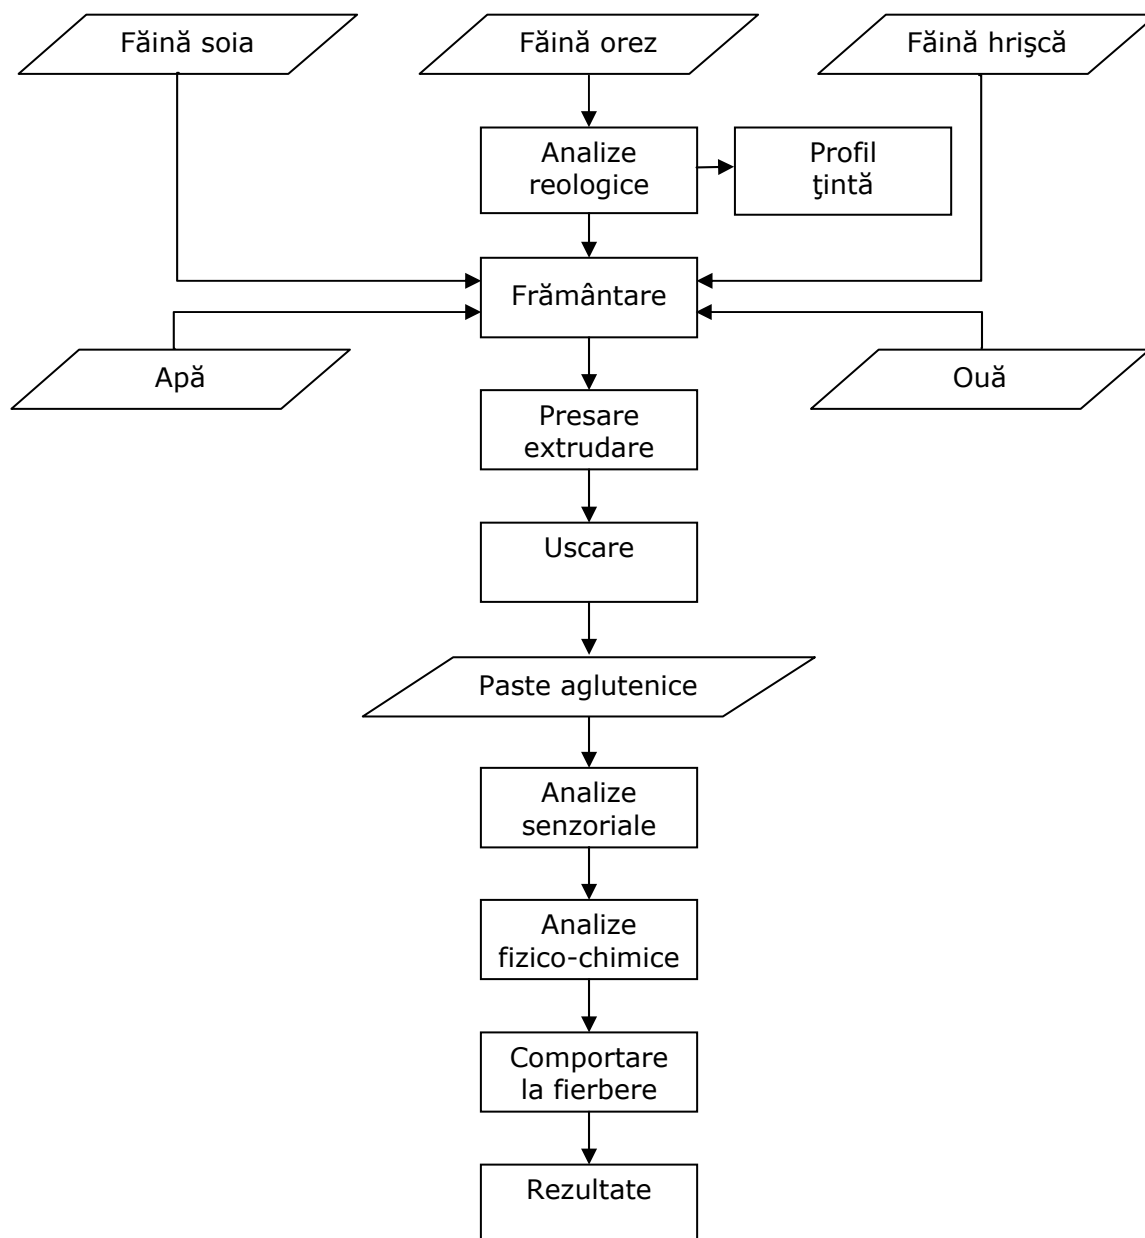 Făină soia
Făină orez
Făină hrişcă
Analize
reologice
Profil
ţintă
Frământare
Apă
Ouă
Presare
extrudare
Uscare
Paste aglutenice
Analize
senzoriale
Analize
fizico-chimice
Comportare
la fierbere
Rezultate